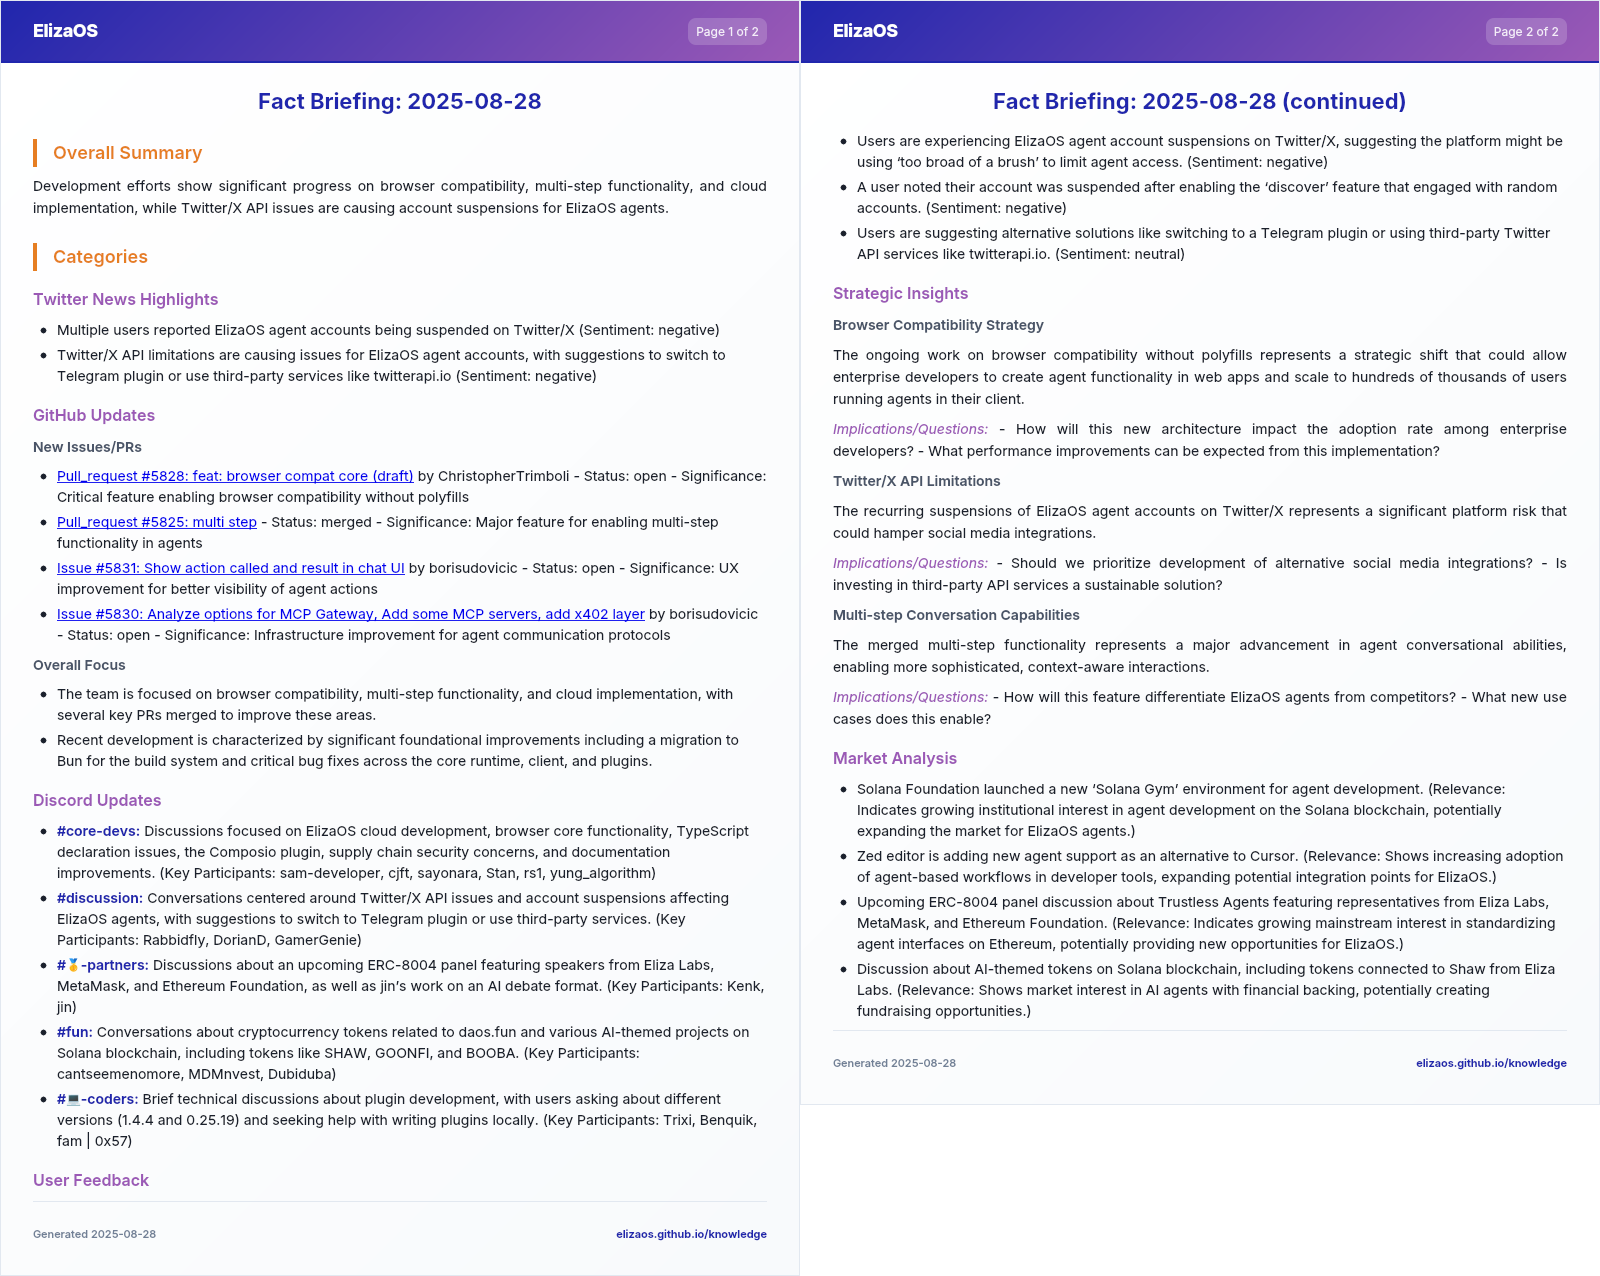 ElizaOS
Page 1 of 2
Fact Briefing: 2025-08-28
Overall Summary
Development efforts show significant progress on browser compatibility, multi-step functionality, and cloud
implementation, while Twitter/X API issues are causing account suspensions for ElizaOS agents.
Categories
Twitter News Highlights
• Multiple users reported ElizaOS agent accounts being suspended on Twitter/X (Sentiment: negative)
• Twitter/X API limitations are causing issues for ElizaOS agent accounts, with suggestions to switch to
Telegram plugin or use third-party services like twitterapi.io (Sentiment: negative)
GitHub Updates
New Issues/PRs
• Pull_request #5828: feat: browser compat core (draft) by ChristopherTrimboli - Status: open - Significance:
Critical feature enabling browser compatibility without polyfills
• Pull_request #5825: multi step - Status: merged - Significance: Major feature for enabling multi-step
functionality in agents
• Issue #5831: Show action called and result in chat UI by borisudovicic - Status: open - Significance: UX
improvement for better visibility of agent actions
• Issue #5830: Analyze options for MCP Gateway, Add some MCP servers, add x402 layer by borisudovicic
- Status: open - Significance: Infrastructure improvement for agent communication protocols
Overall Focus
• The team is focused on browser compatibility, multi-step functionality, and cloud implementation, with
several key PRs merged to improve these areas.
• Recent development is characterized by significant foundational improvements including a migration to
Bun for the build system and critical bug fixes across the core runtime, client, and plugins.
Discord Updates
• #core-devs: Discussions focused on ElizaOS cloud development, browser core functionality, TypeScript
declaration issues, the Composio plugin, supply chain security concerns, and documentation
improvements. (Key Participants: sam-developer, cjft, sayonara, Stan, rs1, yung_algorithm)
• #discussion: Conversations centered around Twitter/X API issues and account suspensions affecting
ElizaOS agents, with suggestions to switch to Telegram plugin or use third-party services. (Key
Participants: Rabbidfly, DorianD, GamerGenie)
• #🥇-partners: Discussions about an upcoming ERC-8004 panel featuring speakers from Eliza Labs,
MetaMask, and Ethereum Foundation, as well as jin's work on an AI debate format. (Key Participants: Kenk,
jin)
• #fun: Conversations about cryptocurrency tokens related to daos.fun and various AI-themed projects on
Solana blockchain, including tokens like SHAW, GOONFI, and BOOBA. (Key Participants:
cantseemenomore, MDMnvest, Dubiduba)
• #💻-coders: Brief technical discussions about plugin development, with users asking about different
versions (1.4.4 and 0.25.19) and seeking help with writing plugins locally. (Key Participants: Trixi, Benquik,
fam | 0x57)
User Feedback
Generated 2025-08-28
elizaos.github.io/knowledge
ElizaOS
Page 2 of 2
Fact Briefing: 2025-08-28 (continued)
• Users are experiencing ElizaOS agent account suspensions on Twitter/X, suggesting the platform might be
using ‘too broad of a brush’ to limit agent access. (Sentiment: negative)
• A user noted their account was suspended after enabling the ‘discover’ feature that engaged with random
accounts. (Sentiment: negative)
• Users are suggesting alternative solutions like switching to a Telegram plugin or using third-party Twitter
API services like twitterapi.io. (Sentiment: neutral)
Strategic Insights
Browser Compatibility Strategy
The ongoing work on browser compatibility without polyfills represents a strategic shift that could allow
enterprise developers to create agent functionality in web apps and scale to hundreds of thousands of users
running agents in their client.
Implications/Questions: - How will this new architecture impact the adoption rate among enterprise
developers? - What performance improvements can be expected from this implementation?
Twitter/X API Limitations
The recurring suspensions of ElizaOS agent accounts on Twitter/X represents a significant platform risk that
could hamper social media integrations.
Implications/Questions: - Should we prioritize development of alternative social media integrations? - Is
investing in third-party API services a sustainable solution?
Multi-step Conversation Capabilities
The merged multi-step functionality represents a major advancement in agent conversational abilities,
enabling more sophisticated, context-aware interactions.
Implications/Questions: - How will this feature differentiate ElizaOS agents from competitors? - What new use
cases does this enable?
Market Analysis
• Solana Foundation launched a new ‘Solana Gym’ environment for agent development. (Relevance:
Indicates growing institutional interest in agent development on the Solana blockchain, potentially
expanding the market for ElizaOS agents.)
• Zed editor is adding new agent support as an alternative to Cursor. (Relevance: Shows increasing adoption
of agent-based workflows in developer tools, expanding potential integration points for ElizaOS.)
• Upcoming ERC-8004 panel discussion about Trustless Agents featuring representatives from Eliza Labs,
MetaMask, and Ethereum Foundation. (Relevance: Indicates growing mainstream interest in standardizing
agent interfaces on Ethereum, potentially providing new opportunities for ElizaOS.)
• Discussion about AI-themed tokens on Solana blockchain, including tokens connected to Shaw from Eliza
Labs. (Relevance: Shows market interest in AI agents with financial backing, potentially creating
fundraising opportunities.)
Generated 2025-08-28
elizaos.github.io/knowledge